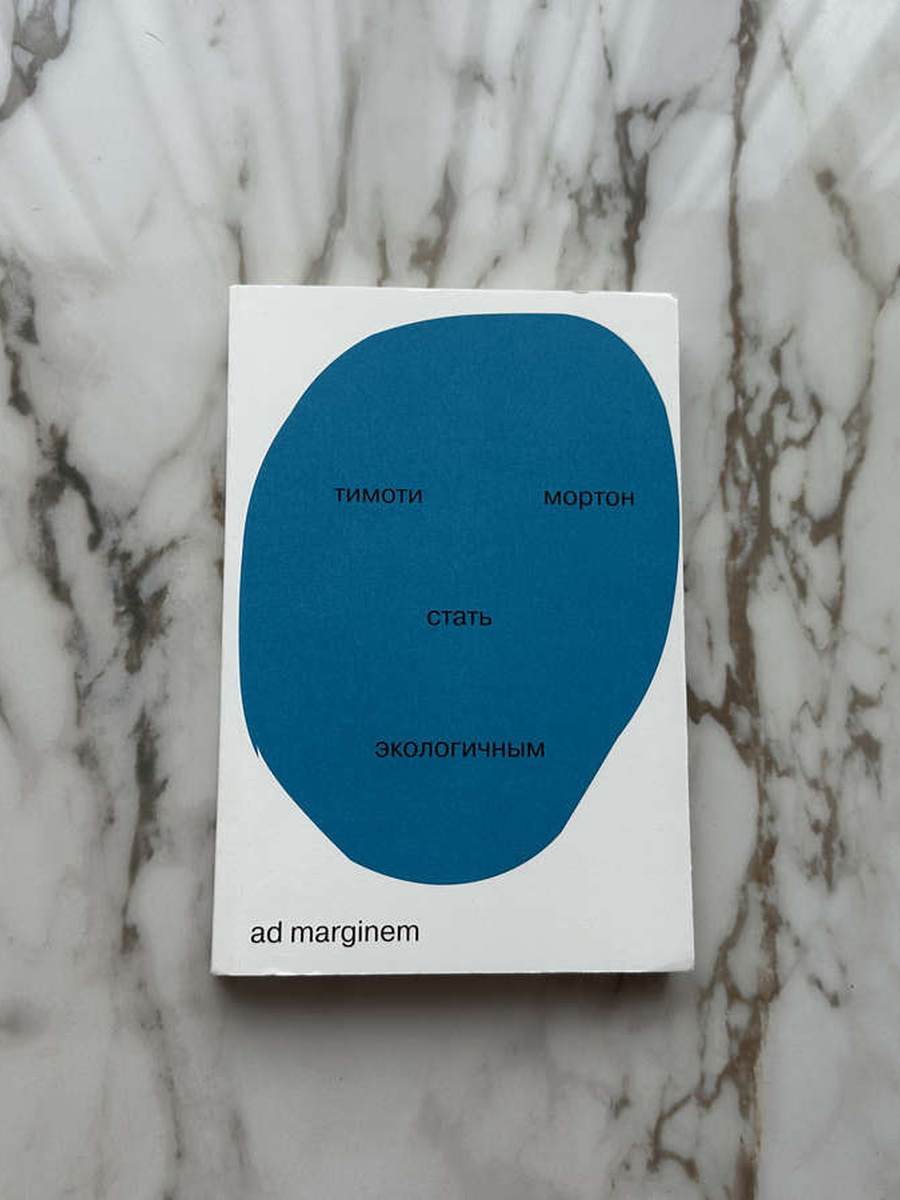 тимоти мортон
стать
экологичным
ad marginem